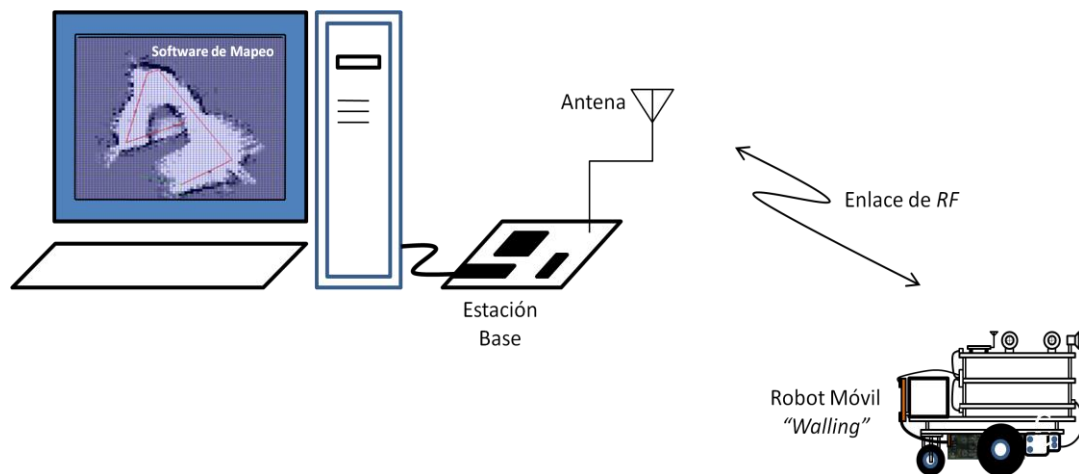 Software de Mapeo
Antena
Enlace de RF
Estación
Base
Robot Móvil
“Walling”